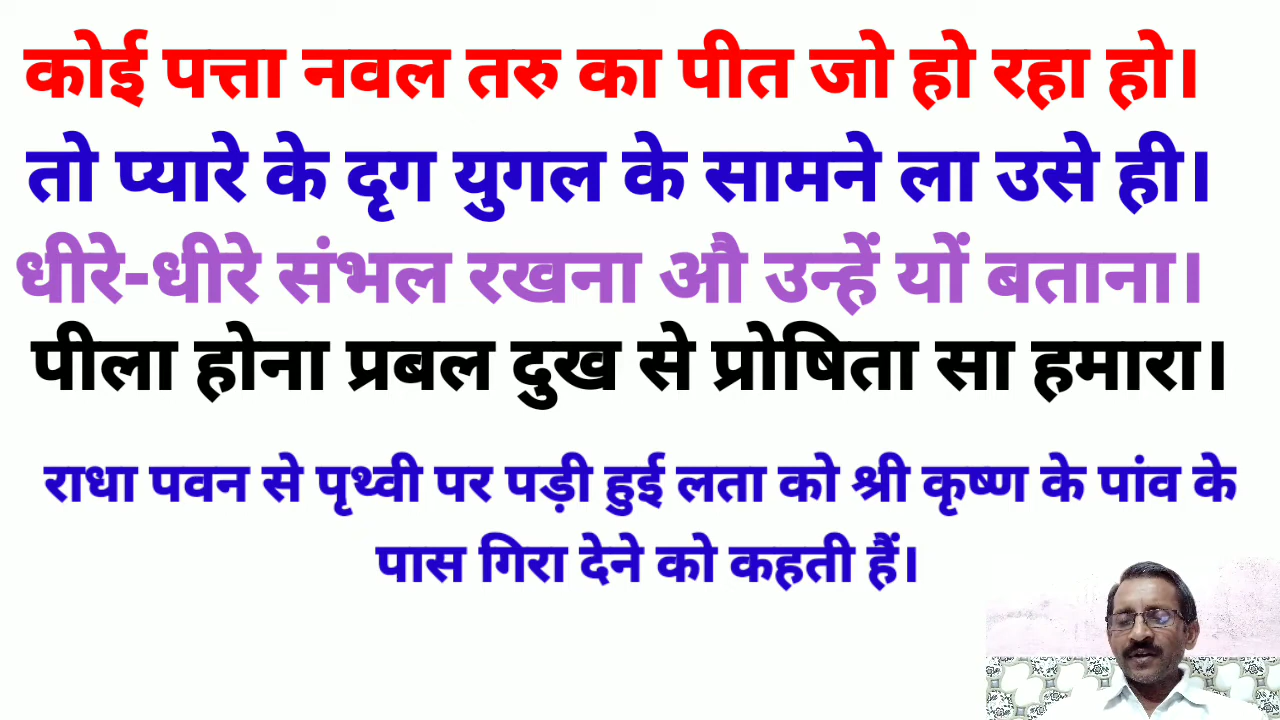 कोई पत्ता नवल तरु का पीत जो हो रहा हो।
तो प्यारे के दृग युगल के सामने ला उसे ही।
धीरे-धीरे संभल रखना औ उन्हें यों बताना।
पीला होना प्रबल दुख से प्रोषिता सा हमारा।
राधा पवन से पृथ्वी पर पड़ी हुई लता को श्री कृष्ण के पांव के
पास गिरा देने को कहती हैं।